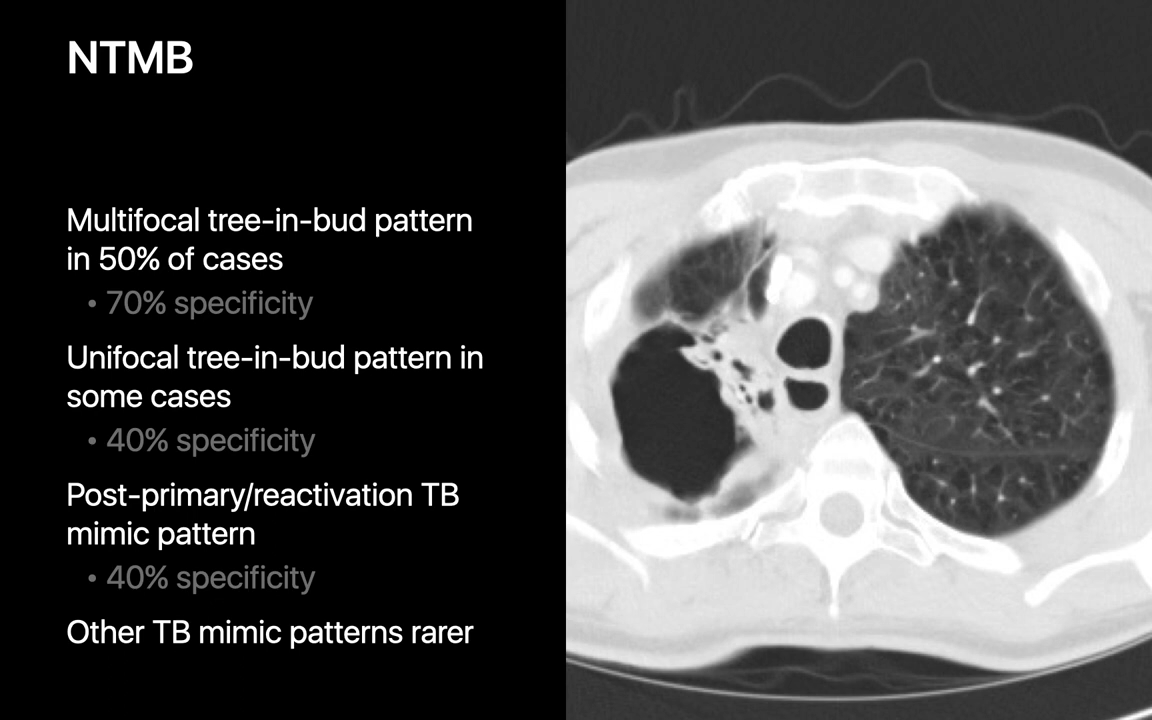 NTMB
Multifocal tree-in-bud pattern
in 50% of cases
• 70% specificity
Unifocal tree-in-bud pattern in
some cases
• 40% specificity
Post-primary/reactivation TB
mimic pattern
• 40% specificity
Other TB mimic patterns rarer